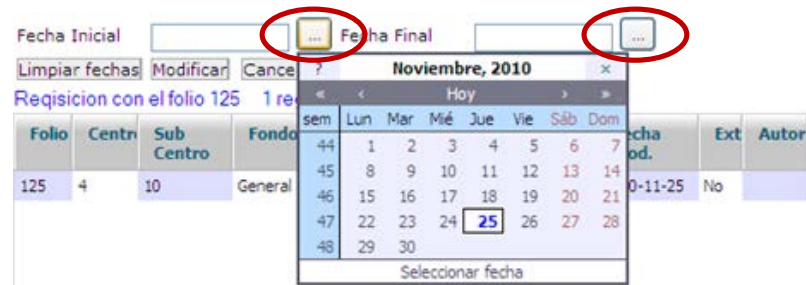 Fecha Inicial ... Fecha Final ...
Limpiar fechas Modificar Cance
Reqisicion con el folio 125 1 re
Folio Centr Sub Centro Fondo echa od. Ext Autor
125 4 10 General 0-11-25 No
? Noviembre, 2010 ×
« ‹ Hoy › »
sem Lun Mar Mié Jue Vie Sáb Dom
44 1 2 3 4 5 6 7
45 8 9 10 11 12 13 14
46 15 16 17 18 19 20 21
47 22 23 24 25 26 27 28
48 29 30
Seleccionar fecha